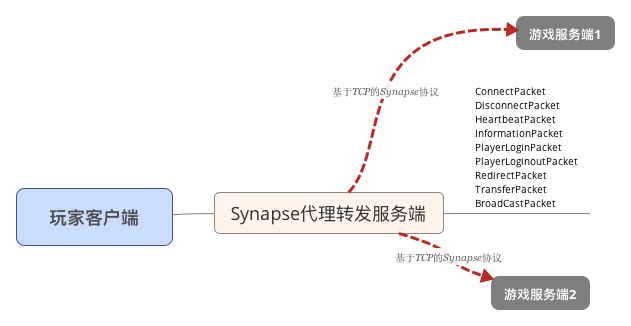 游戏服务端1
基于TCP的Synapse协议
ConnectPacket
DisconnectPacket
HeartbeatPacket
InformationPacket
PlayerLoginPacket
PlayerLoginoutPacket
RedirectPacket
TransferPacket
BroadCastPacket
玩家客户端
Synapse代理转发服务端
基于TCP的Synapse协议
游戏服务端2